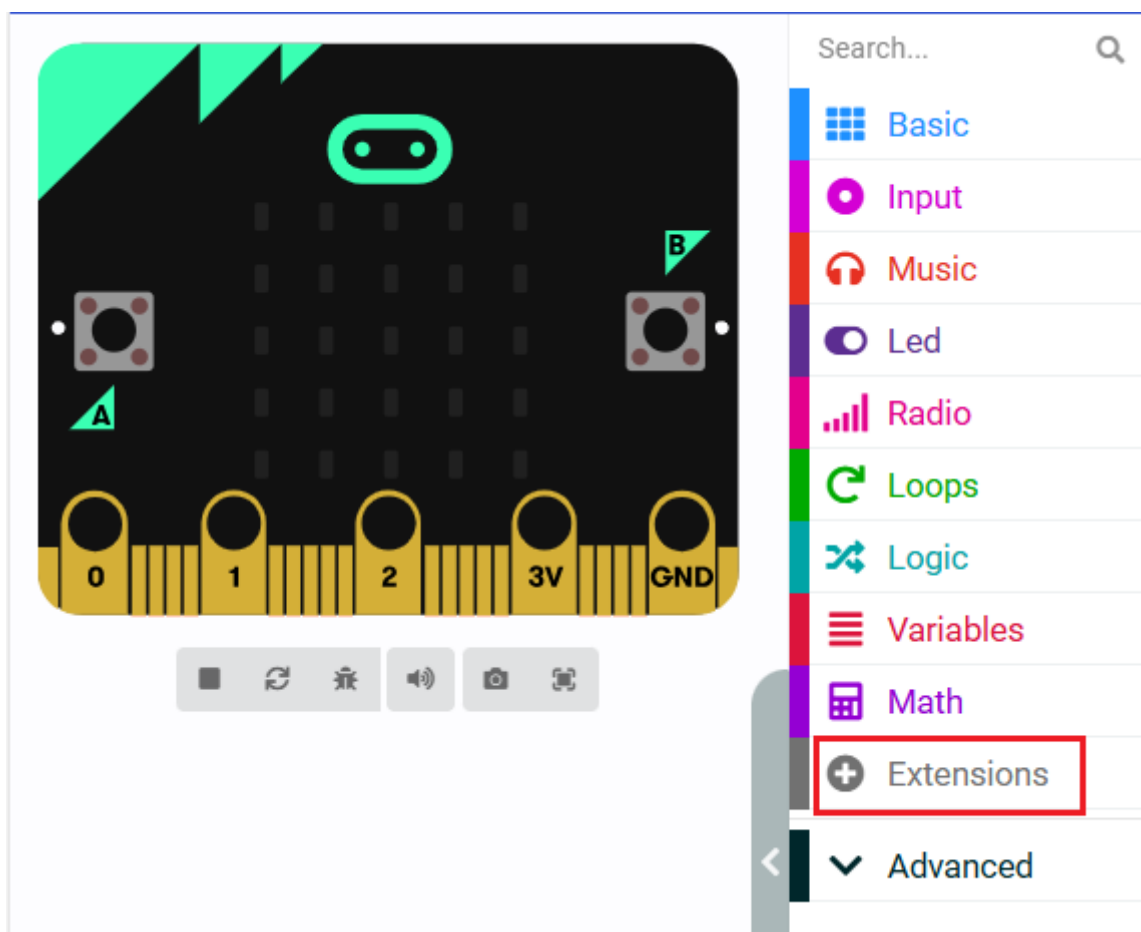 B
A
0 1 2 3V GND
Search...
Basic
Input
Music
Led
Radio
Loops
Logic
Variables
Math
Extensions
Advanced